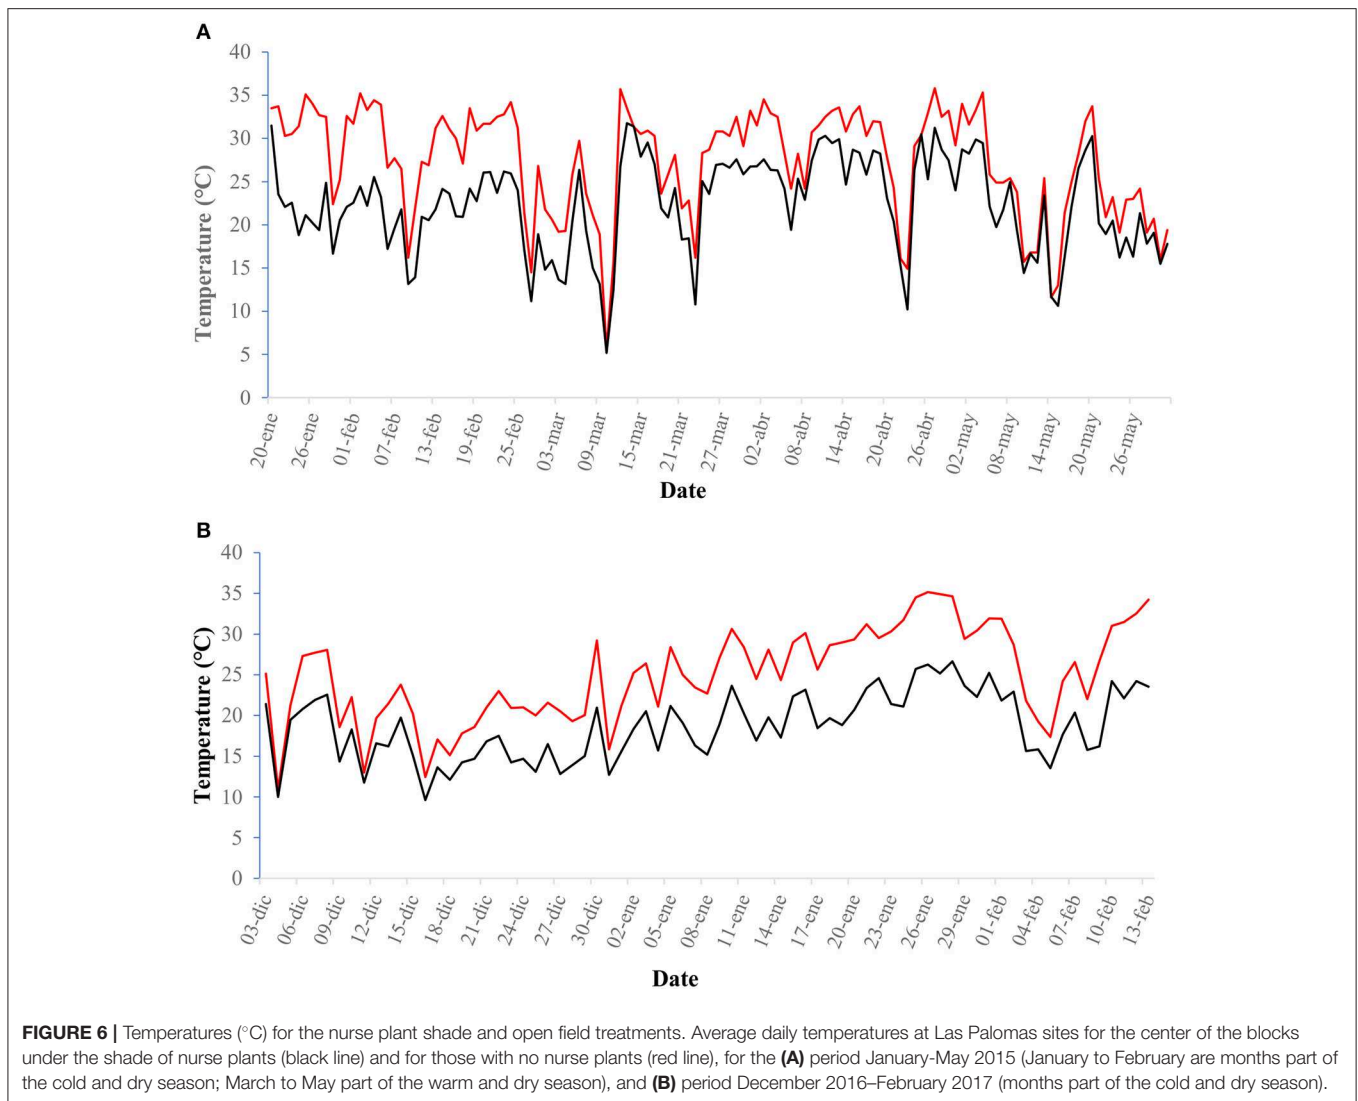 A
40
35
30
25
20
15
10
5
0
Temperature (°C)
20-ene
26-ene
01-feb
07-feb
13-feb
19-feb
25-feb
03-mar
09-mar
15-mar
21-mar
27-mar
02-abr
08-abr
14-abr
20-abr
26-abr
02-may
08-may
14-may
20-may
26-may
Date
B
40
35
30
25
20
15
10
5
0
Temperature (°C)
03-dic
06-dic
09-dic
12-dic
15-dic
18-dic
21-dic
24-dic
27-dic
30-dic
02-ene
05-ene
08-ene
11-ene
14-ene
17-ene
20-ene
23-ene
26-ene
29-ene
01-feb
04-feb
07-feb
10-feb
13-feb
Date
FIGURE 6 | Temperatures (°C) for the nurse plant shade and open field treatments. Average daily temperatures at Las Palomas sites for the center of the blocks
under the shade of nurse plants (black line) and for those with no nurse plants (red line), for the (A) period January-May 2015 (January to February are months part of
the cold and dry season; March to May part of the warm and dry season), and (B) period December 2016–February 2017 (months part of the cold and dry season).